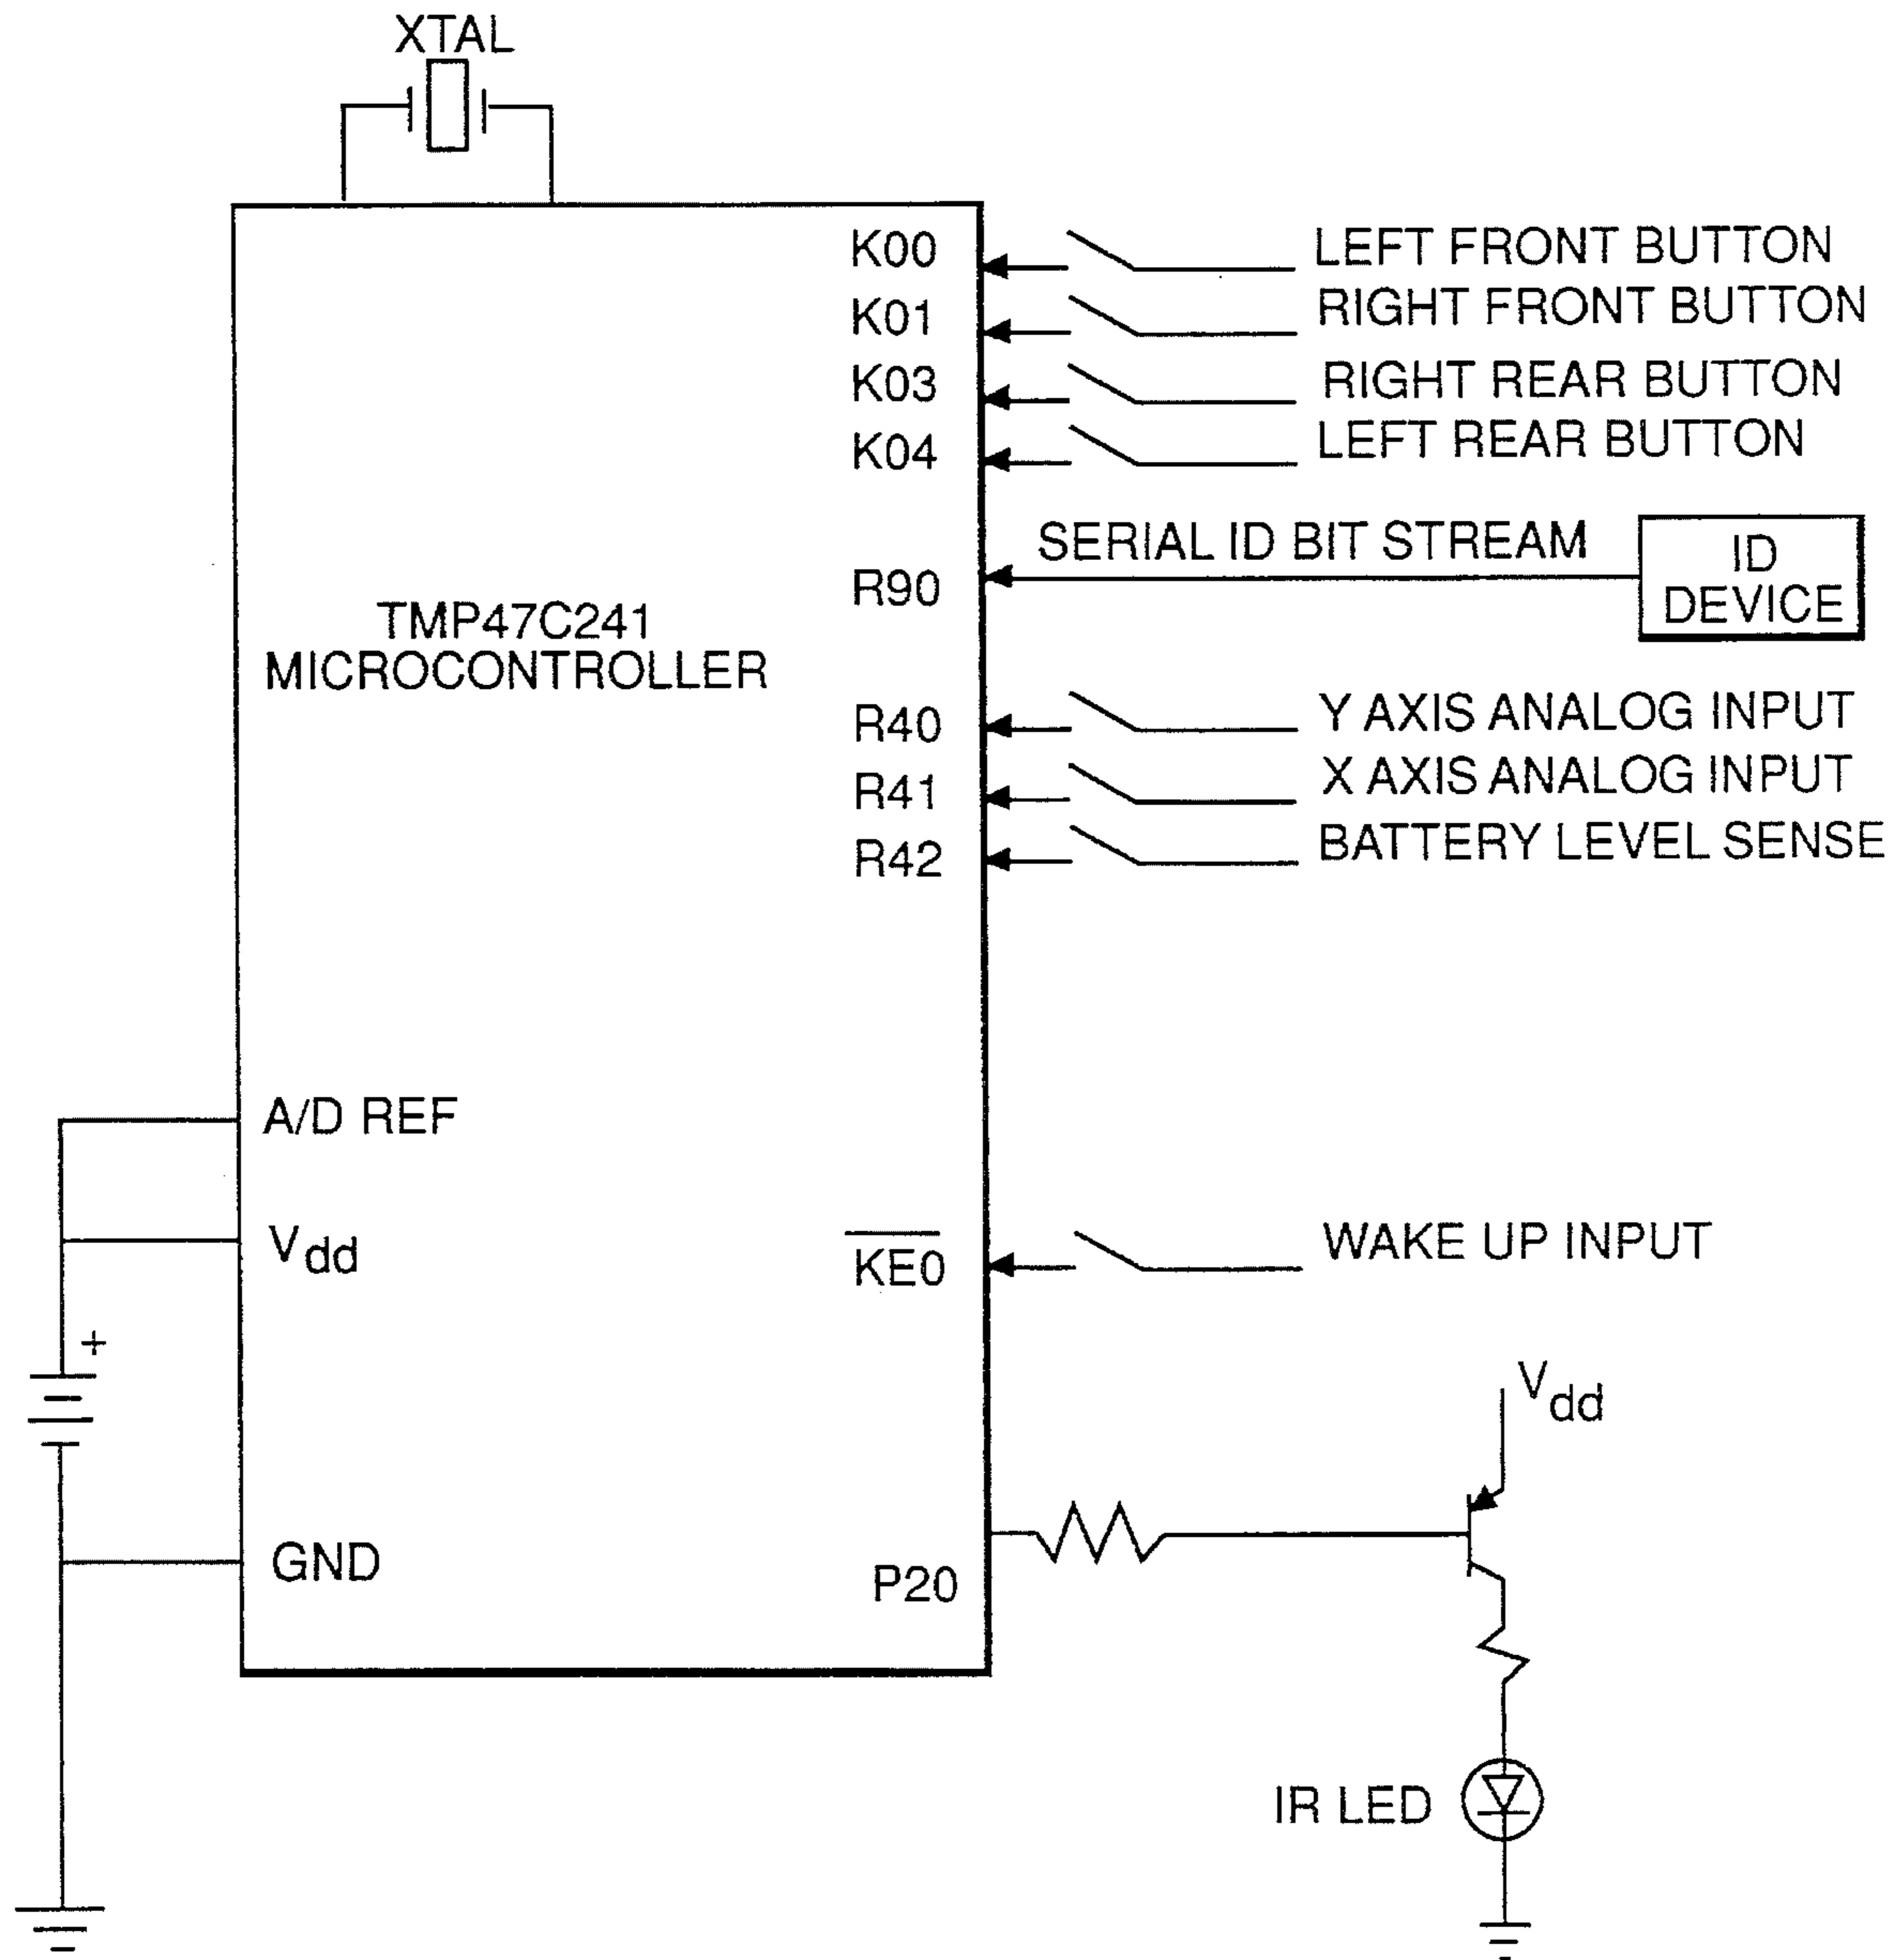 XTAL
K00
LEFT FRONT BUTTON
K01
RIGHT FRONT BUTTON
K03
RIGHT REAR BUTTON
K04
LEFT REAR BUTTON
SERIAL ID BIT STREAM
ID
DEVICE
R90
TMP47C241
MICROCONTROLLER
R40
Y AXIS ANALOG INPUT
R41
X AXIS ANALOG INPUT
R42
BATTERY LEVEL SENSE
A/D REF
Vdd
K̅E̅0̅
WAKE UP INPUT
+
Vdd
GND
P20
IR LED